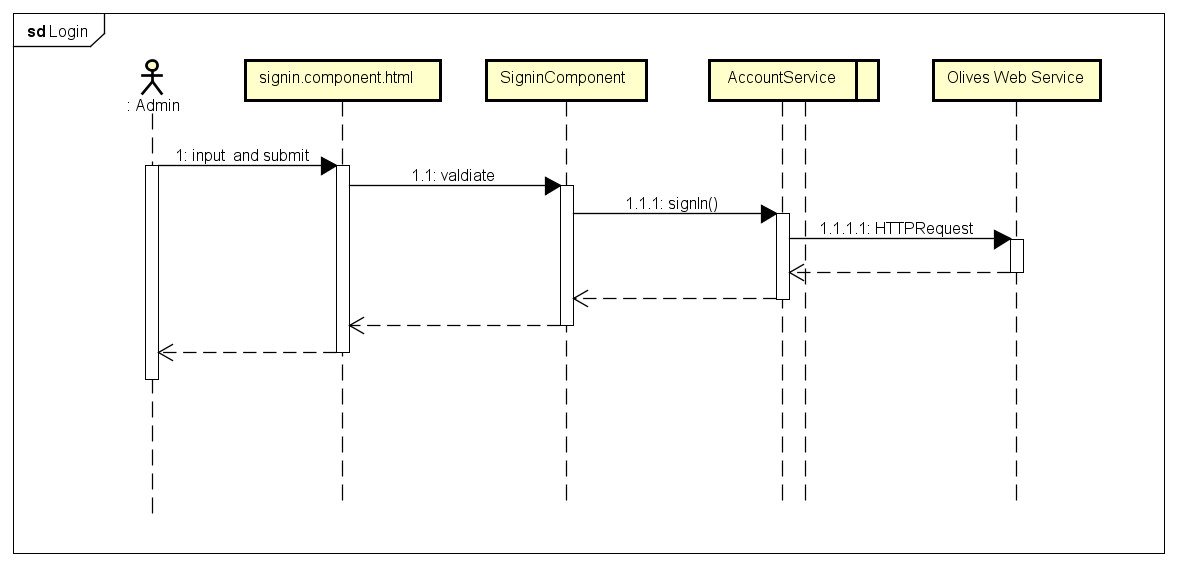 sd Login
: Admin
signin.component.html
SigninComponent
AccountService
Olives Web Service
1: input and submit
1.1: valdiate
1.1.1: signIn()
1.1.1.1: HTTPRequest